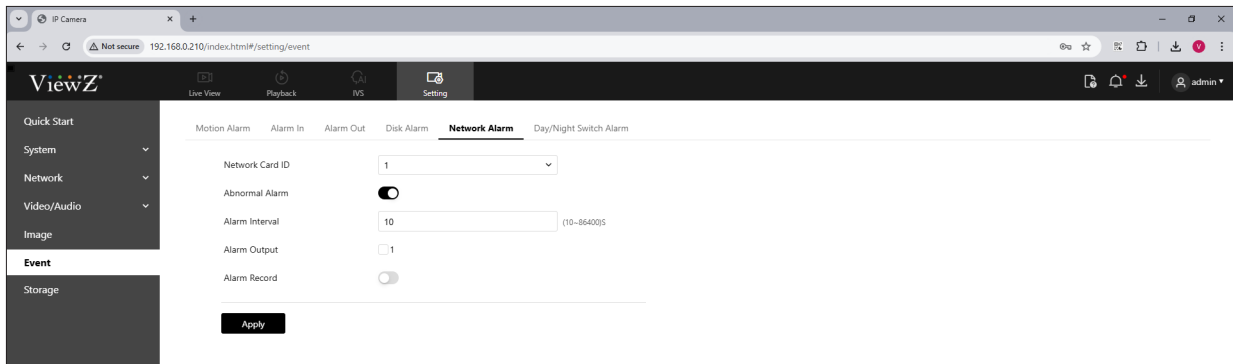 IP Camera
Not secure 192.168.0.210/index.html#/setting/event
ViewZ
Live View Playback IVS Setting admin
Quick Start
System
Network
Video/Audio
Image
Event
Storage
Motion Alarm Alarm In Alarm Out Disk Alarm Network Alarm Day/Night Switch Alarm
Network Card ID 1
Abnormal Alarm
Alarm Interval 10 (10~86400)S
Alarm Output 1
Alarm Record
Apply